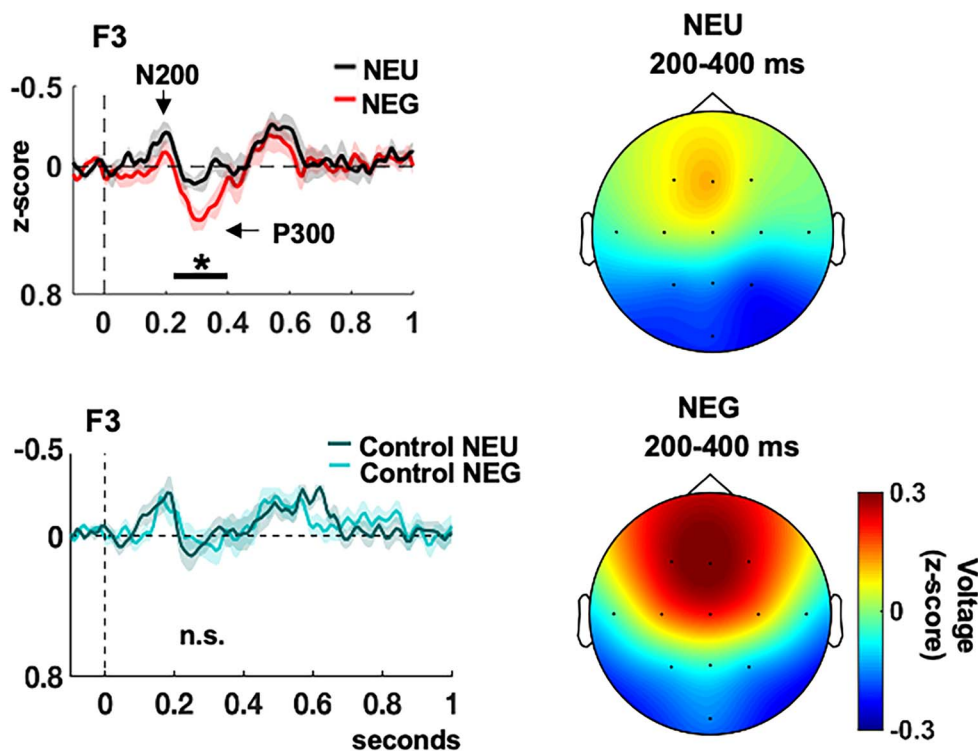 F3
N200
NEU
NEG
-0.5
0
0.8
z-score
P300
*
0 0.2 0.4 0.6 0.8 1
NEU
200-400 ms
F3
Control NEU
Control NEG
-0.5
0
0.8
n.s.
0 0.2 0.4 0.6 0.8 1
seconds
NEG
200-400 ms
0.3
0
-0.3
Voltage
(z-score)